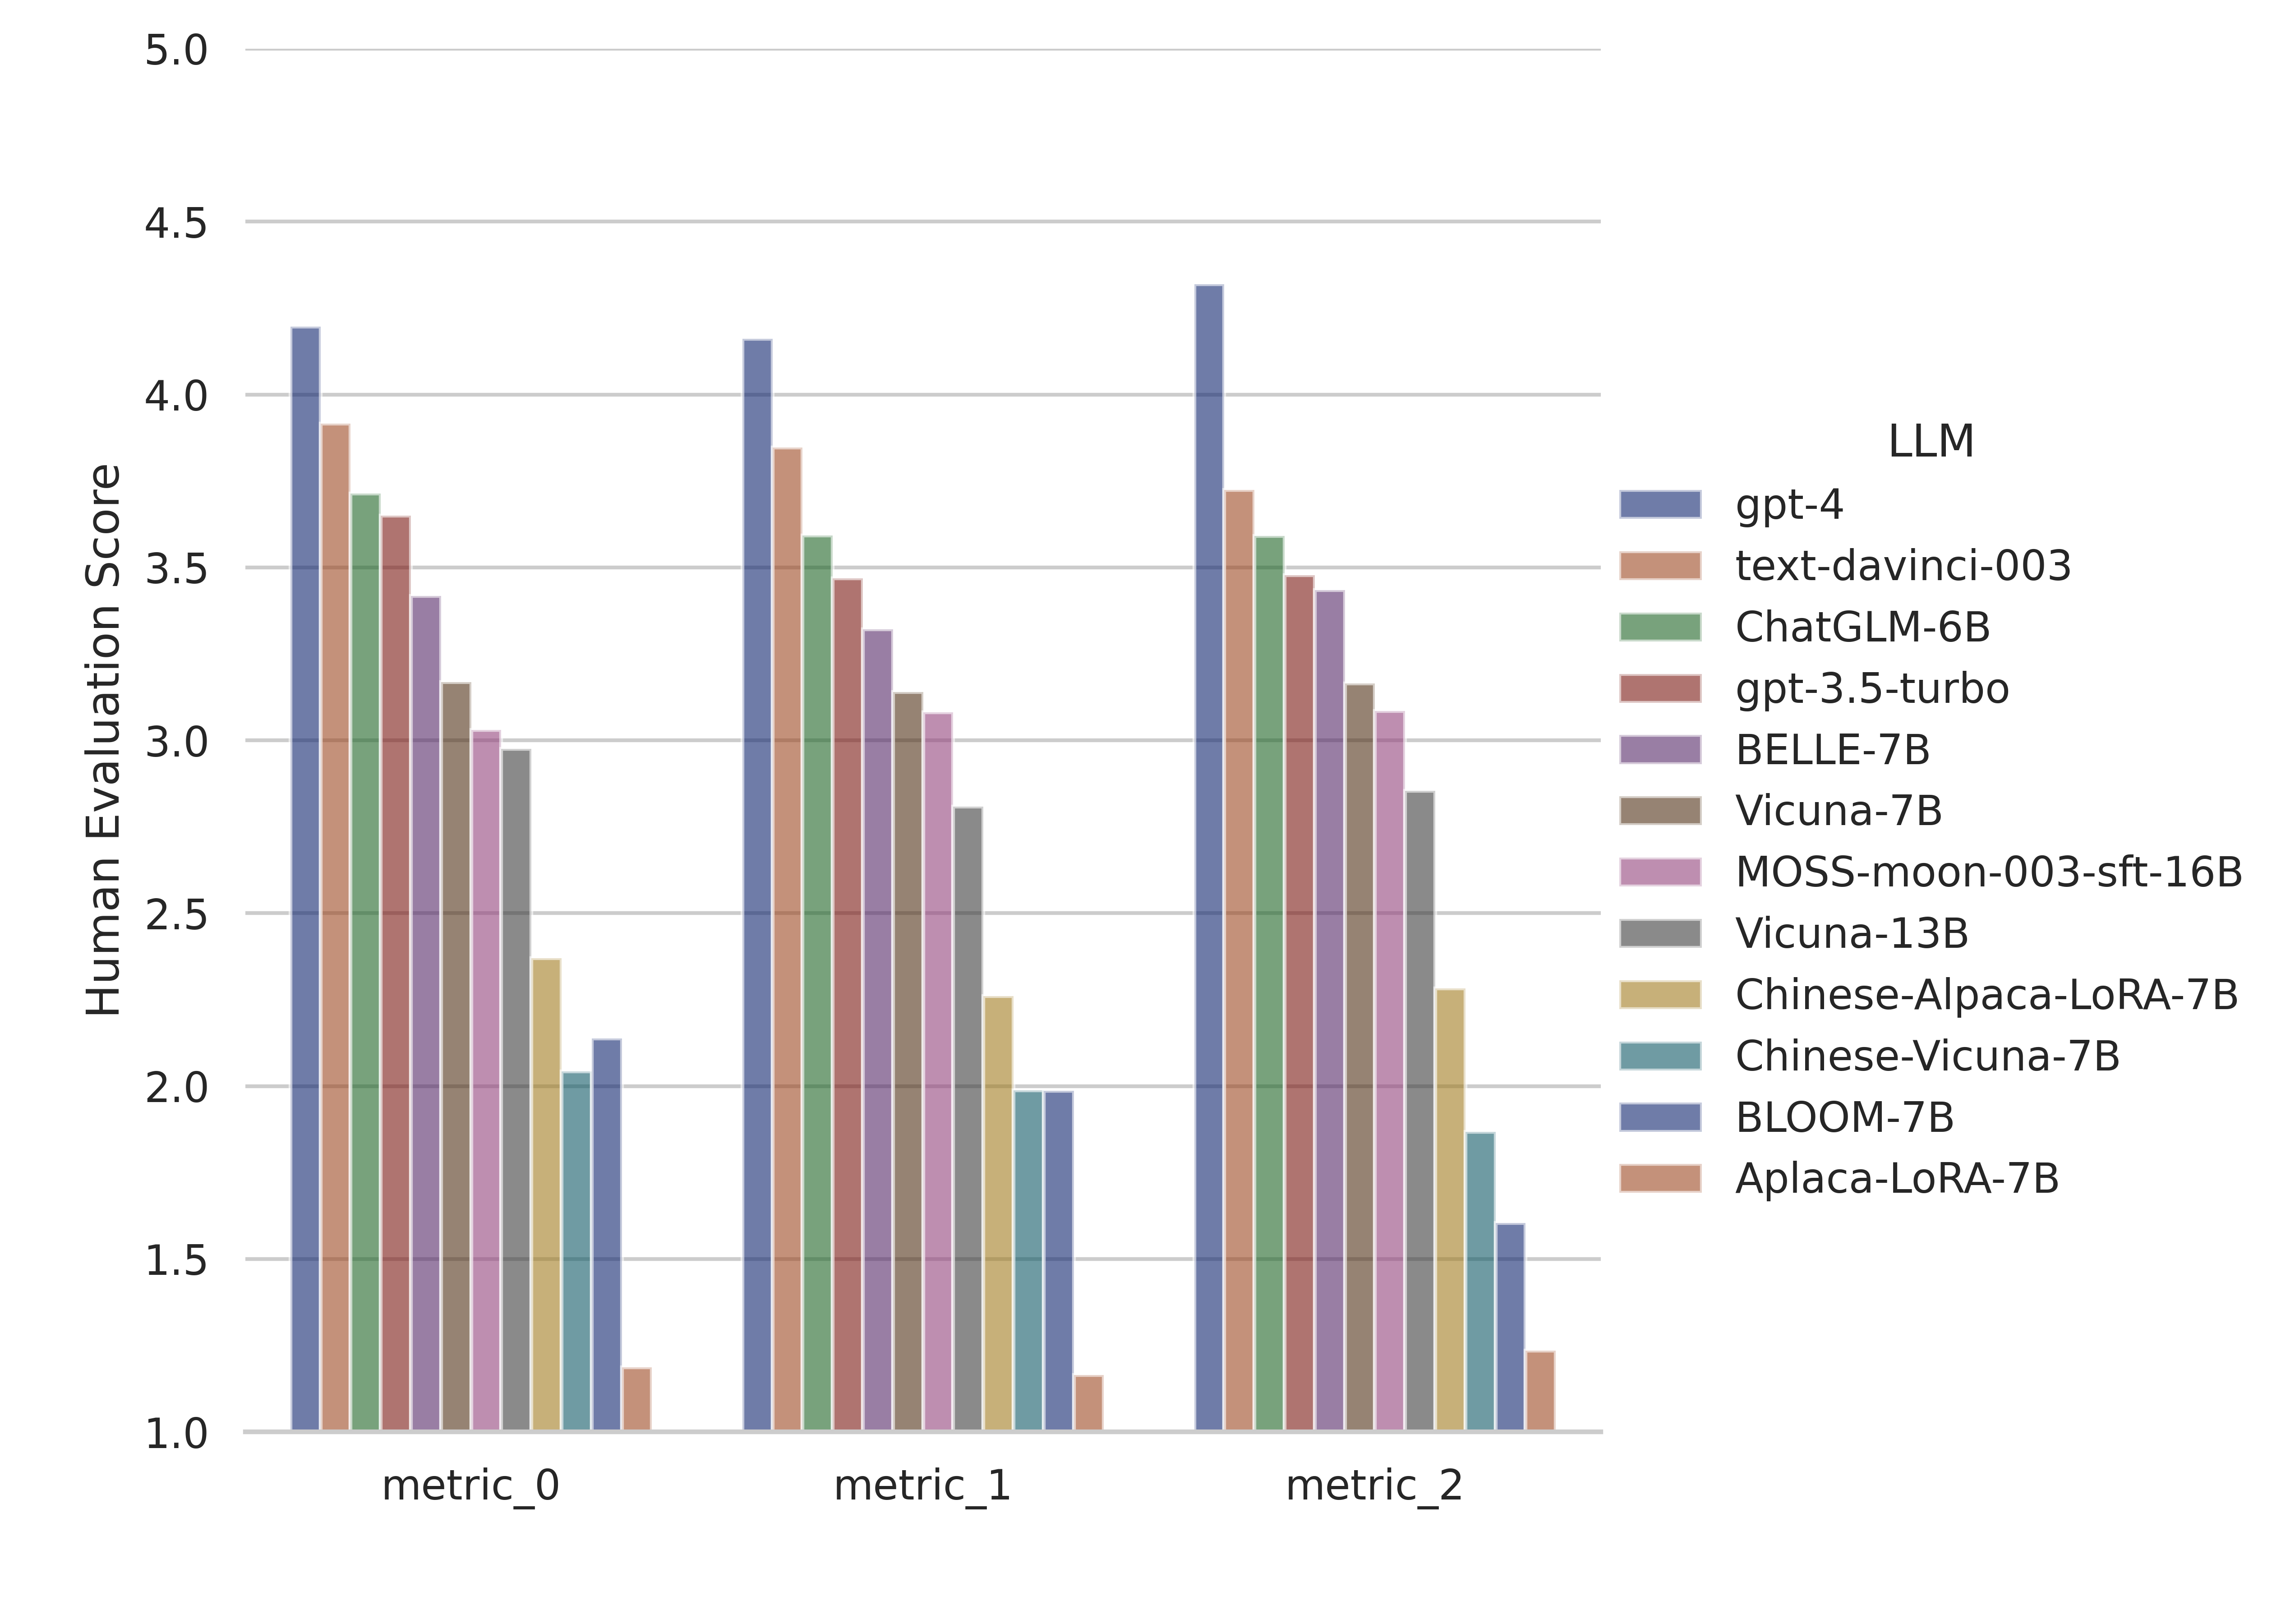 Human Evaluation Score
5.0
4.5
4.0
3.5
3.0
2.5
2.0
1.5
1.0
metric_0
metric_1
metric_2
LLM
gpt-4
text-davinci-003
ChatGLM-6B
gpt-3.5-turbo
BELLE-7B
Vicuna-7B
MOSS-moon-003-sft-16B
Vicuna-13B
Chinese-Alpaca-LoRA-7B
Chinese-Vicuna-7B
BLOOM-7B
Aplaca-LoRA-7B